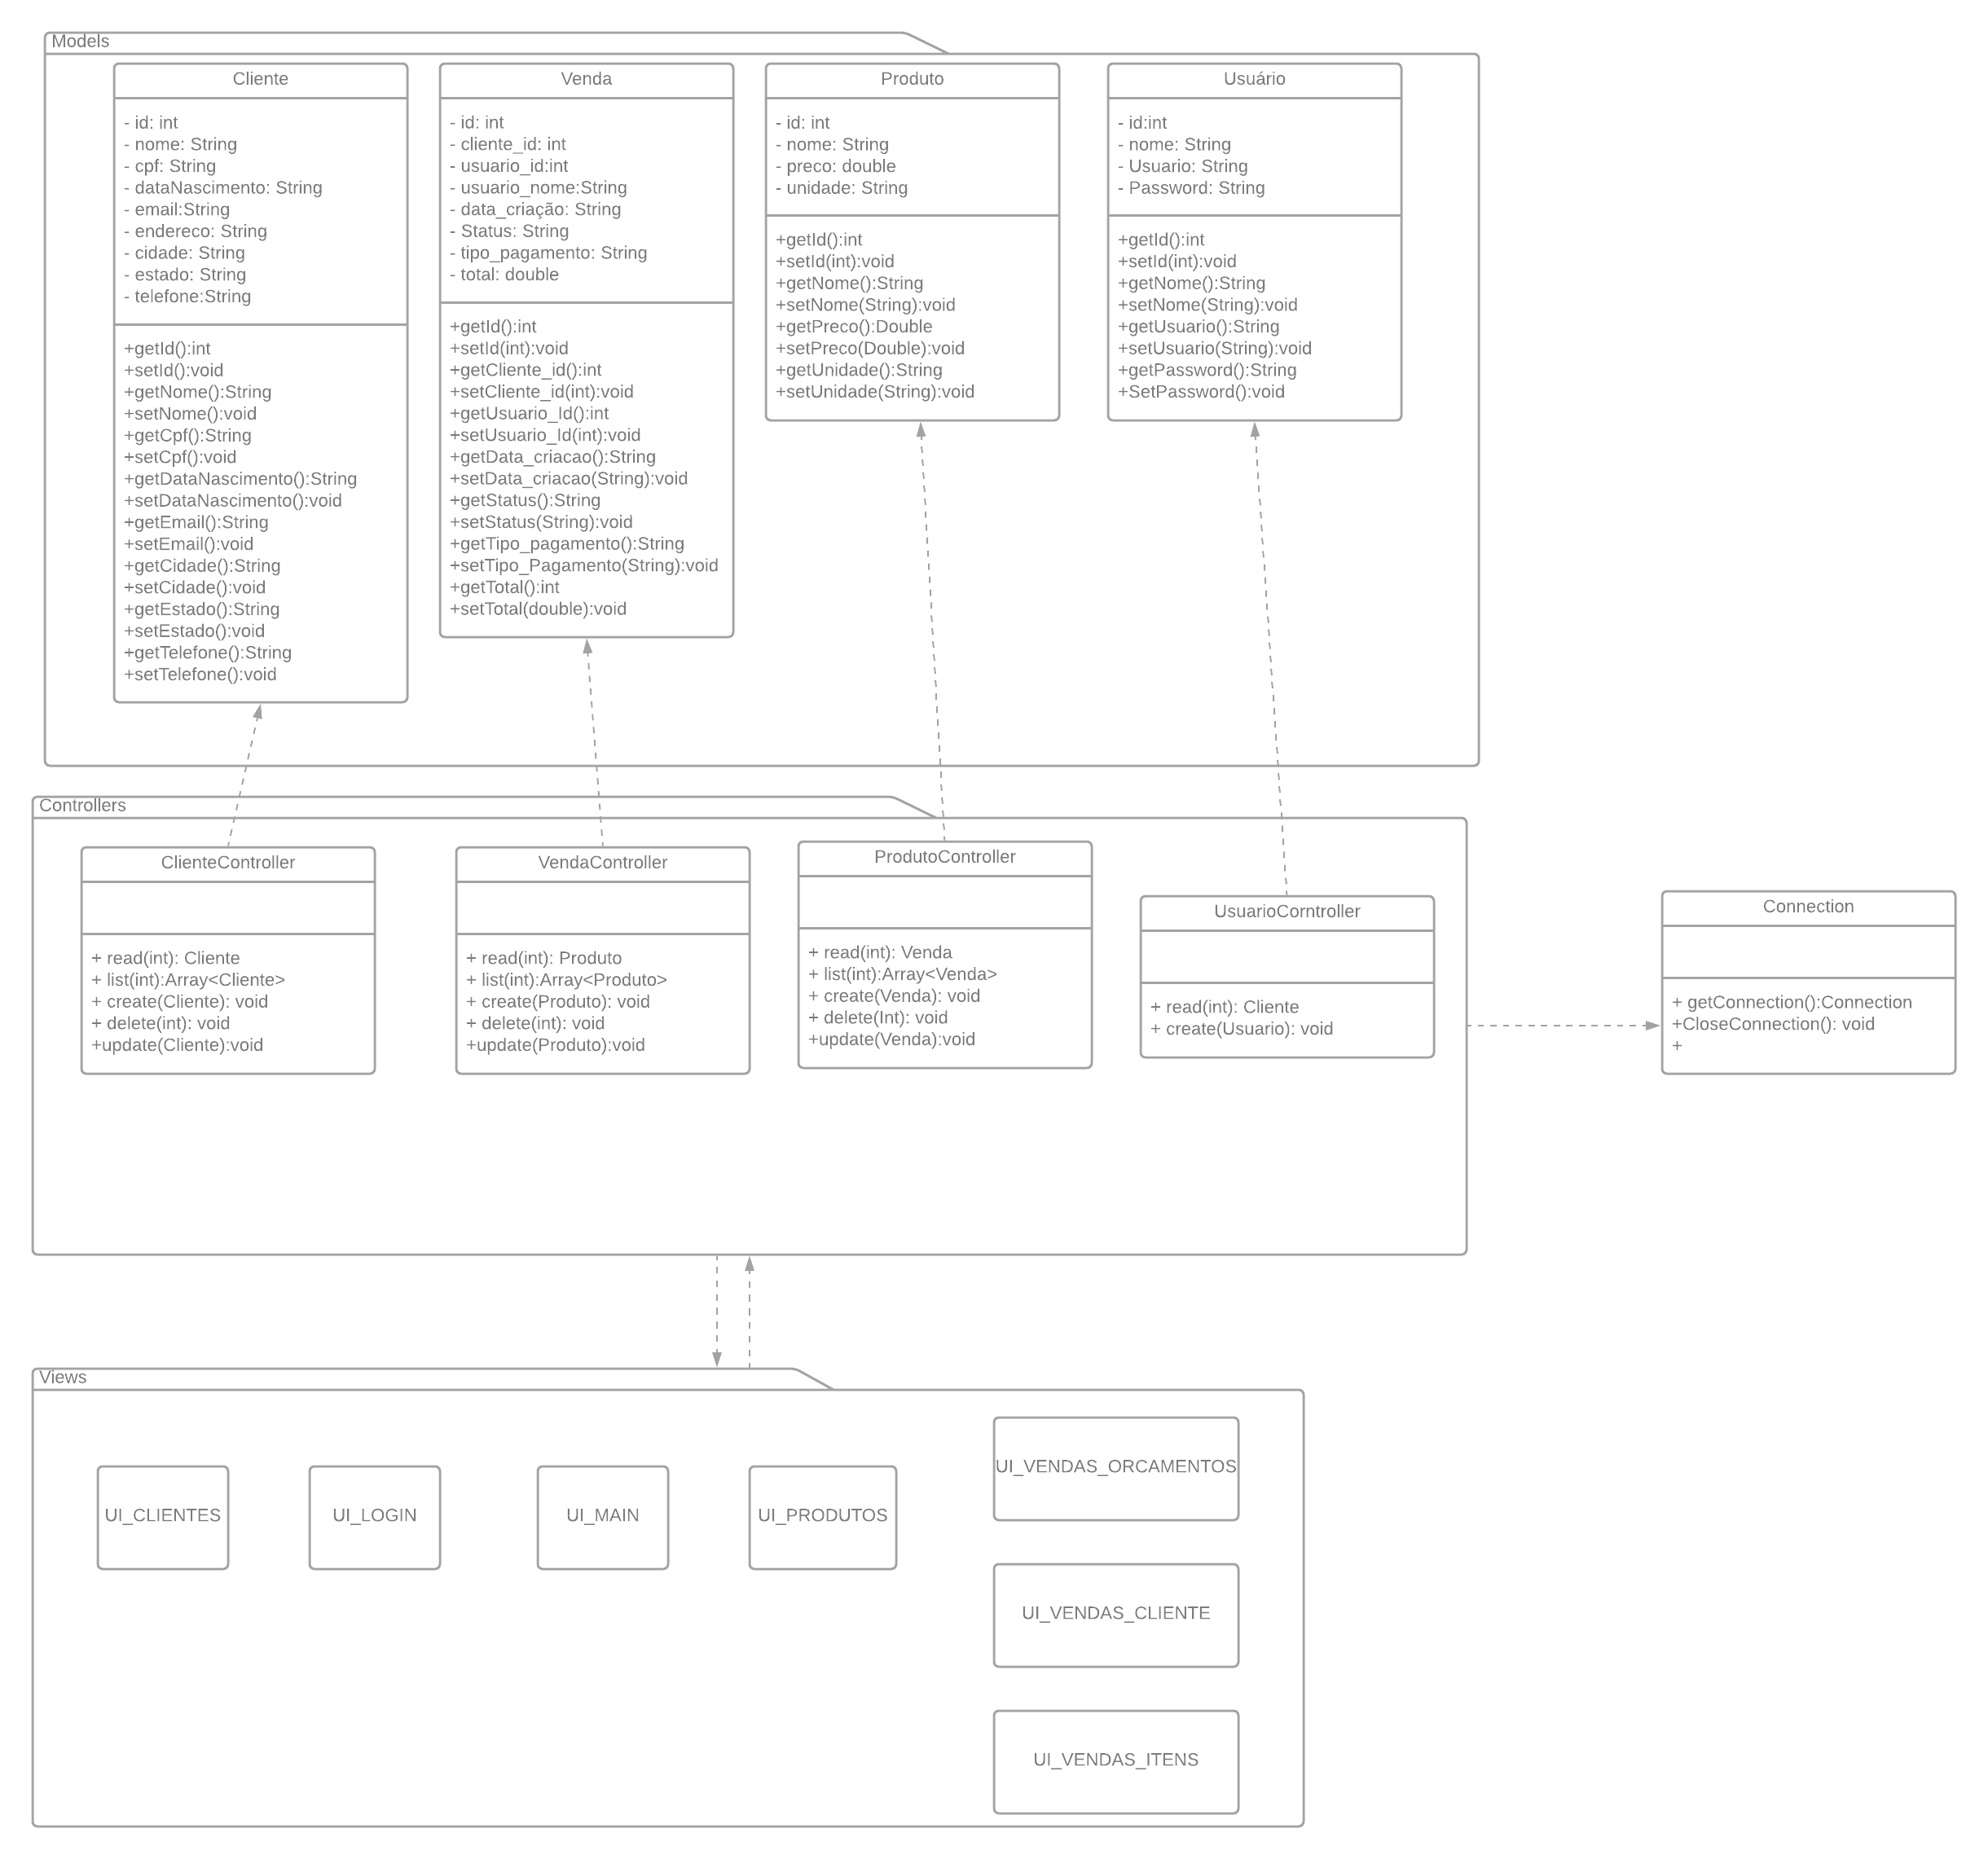 Models
Cliente
- id: int
- nome: String
- cpf: String
- dataNascimento: String
- email:String
- endereco: String
- cidade: String
- estado: String
- telefone:String
+getId():int
+setId():void
+getNome():String
+setNome():void
+getCpf():String
+setCpf():void
+getDataNascimento():String
+setDataNascimento():void
+getEmail():String
+setEmail():void
+getCidade():String
+setCidade():void
+getEstado():String
+setEstado():void
+getTelefone():String
+setTelefone():void
Venda
- id: int
- cliente_id: int
- usuario_id:int
- usuario_nome:String
- data_criação: String
- Status: String
- tipo_pagamento: String
- total: double
+getId():int
+setId(int):void
+getCliente_id():int
+setCliente_id(int):void
+getUsuario_Id():int
+setUsuario_Id(int):void
+getData_criacao():String
+setData_criacao(String):void
+getStatus():String
+setStatus(String):void
+getTipo_pagamento():String
+setTipo_Pagamento(String):void
+getTotal():int
+setTotal(double):void
Produto
- id: int
- nome: String
- preco: double
- unidade: String
+getId():int
+setId(int):void
+getNome():String
+setNome(String):void
+getPreco():Double
+setPreco(Double):void
+getUnidade():String
+setUnidade(String):void
Usuário
- id:int
- nome: String
- Usuario: String
- Password: String
+getId():int
+setId(int):void
+getNome():String
+setNome(String):void
+getUsuario():String
+setUsuario(String):void
+getPassword():String
+SetPassword():void
Controllers
ClienteController
+ read(int): Cliente
+ list(int):Array<Cliente>
+ create(Cliente): void
+ delete(int): void
+update(Cliente):void
VendaController
+ read(int): Produto
+ list(int):Array<Produto>
+ create(Produto): void
+ delete(int): void
+update(Produto):void
ProdutoController
+ read(int): Venda
+ list(int):Array<Venda>
+ create(Venda): void
+ delete(Int): void
+update(Venda):void
UsuarioCorntroller
+ read(int): Cliente
+ create(Usuario): void
Connection
+ getConnection():Connection
+CloseConnection(): void
+
Views
UI_CLIENTES
UI_LOGIN
UI_MAIN
UI_PRODUTOS
UI_VENDAS_ORCAMENTOS
UI_VENDAS_CLIENTE
UI_VENDAS_ITENS